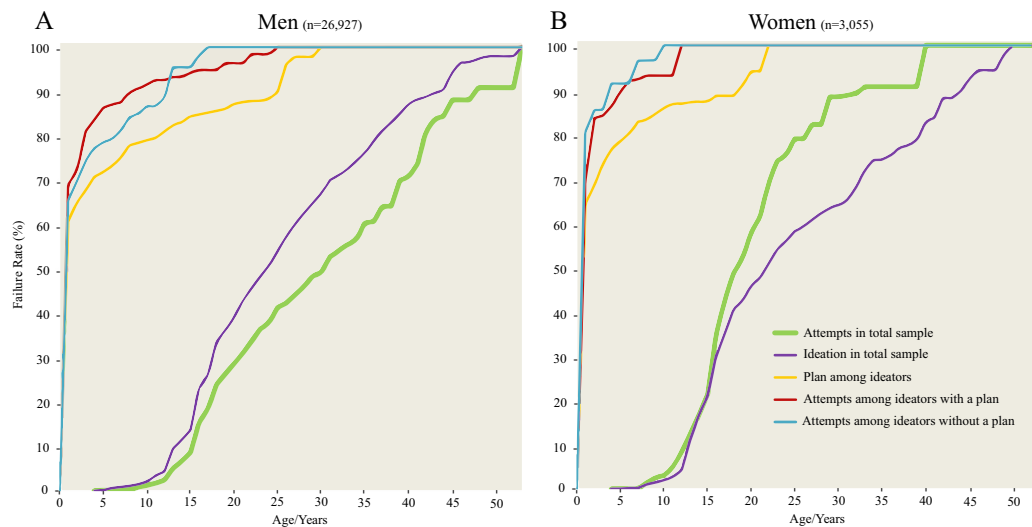 A
Men (n=26,927)
100
90
80
70
60
50
40
30
20
10
0
Failure Rate (%)
0 5 10 15 20 25 30 35 40 45 50
Age/Years
B
Women (n=3,055)
100
90
80
70
60
50
40
30
20
10
0
0 5 10 15 20 25 30 35 40 45 50
Age/Years
Attempts in total sample
Ideation in total sample
Plan among ideators
Attempts among ideators with a plan
Attempts among ideators without a plan